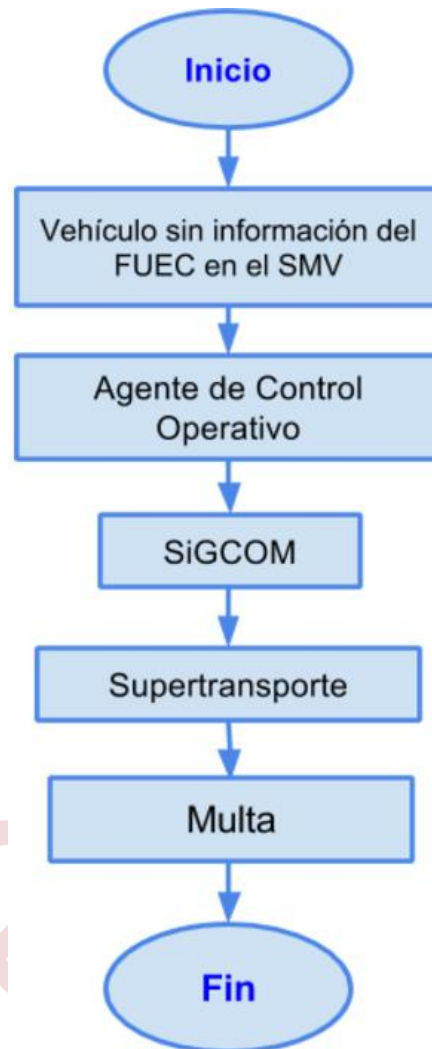 Inicio
Vehículo sin información del
FUEC en el SMV
Agente de Control
Operativo
SiGCOM
Supertransporte
Multa
Fin